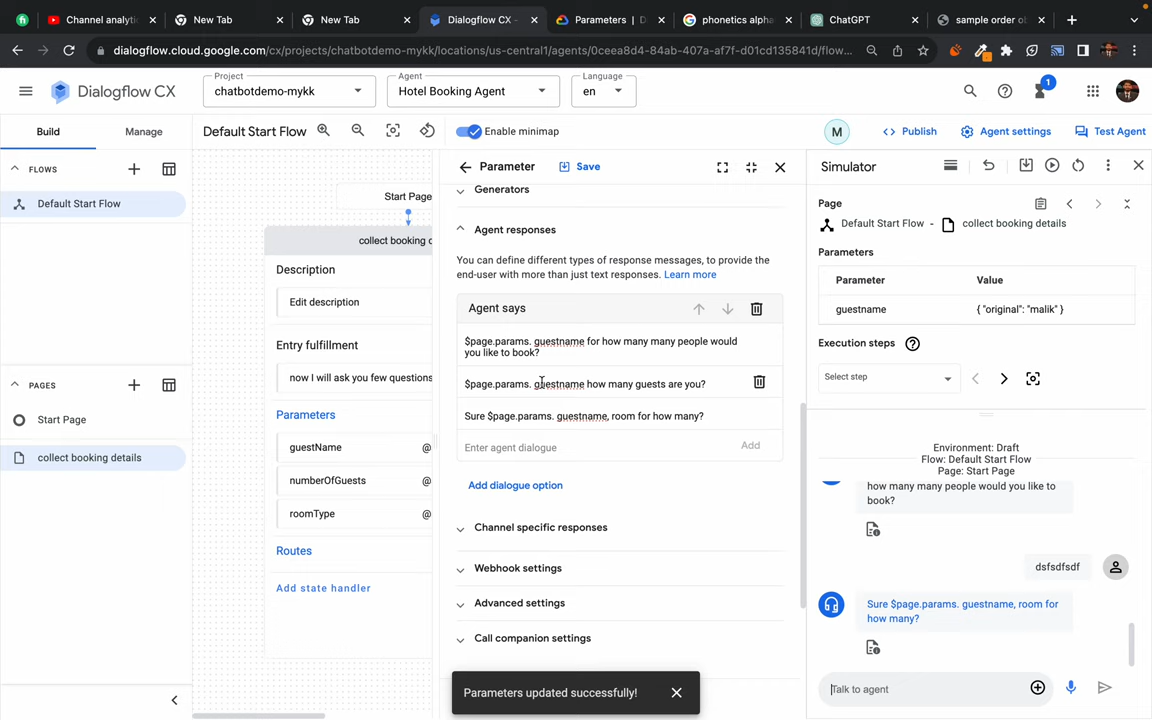 Channel analytic
New Tab
New Tab
Dialogflow CX -
Parameters | D
phonetics alpha
ChatGPT
sample order ob
dialogflow.cloud.google.com/cx/projects/chatbotdemo-mykk/locations/us-central1/agents/0ceea8d4-84ab-407a-af7f-d01cd135841d/flow...
Dialogflow CX
Project
chatbotdemo-mykk
Agent
Hotel Booking Agent
Language
en
1
Build
Manage
Default Start Flow
Enable minimap
M
Publish
Agent settings
Test Agent
FLOWS
Default Start Flow
PAGES
Start Page
collect booking details
Start Page
collect booking d
Description
Edit description
Entry fulfillment
now I will ask you few questions
Parameters
guestName @
numberOfGuests @
roomType @
Routes
Add state handler
Parameter
Save
Generators
Agent responses
You can define different types of response messages, to provide the
end-user with more than just text responses. Learn more
Agent says
$page.params. guestname for how many many people would
you like to book?
$page.params. guestname how many guests are you?
Sure $page.params. guestname, room for how many?
Enter agent dialogue
Add
Add dialogue option
Channel specific responses
Webhook settings
Advanced settings
Call companion settings
Parameters updated successfully!
Simulator
Page
Default Start Flow - collect booking details
Parameters
Parameter Value
guestname { "original": "malik" }
Execution steps
Select step
Environment: Draft
Flow: Default Start Flow
Page: Start Page
how many many people would you like to
book?
dsfsdfsdf
Sure $page.params. guestname, room for
how many?
Talk to agent